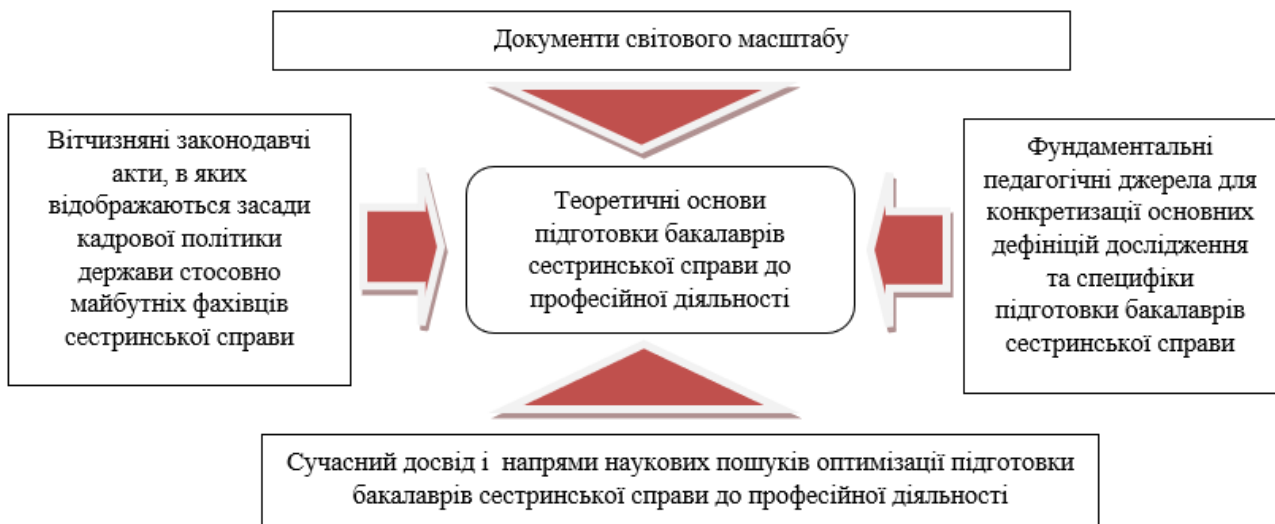 Документи світового масштабу
Вітчизняні законодавчі
акти, в яких
відображаються засади
кадрової політики
держави стосовно
майбутніх фахівців
сестринської справи
Теоретичні основи
підготовки бакалаврів
сестринської справи до
професійної діяльності
Фундаментальні
педагогічні джерела для
конкретизації основних
дефініцій дослідження
та специфіки
підготовки бакалаврів
сестринської справи
Сучасний досвід і напрями наукових пошуків оптимізації підготовки
бакалаврів сестринської справи до професійної діяльності